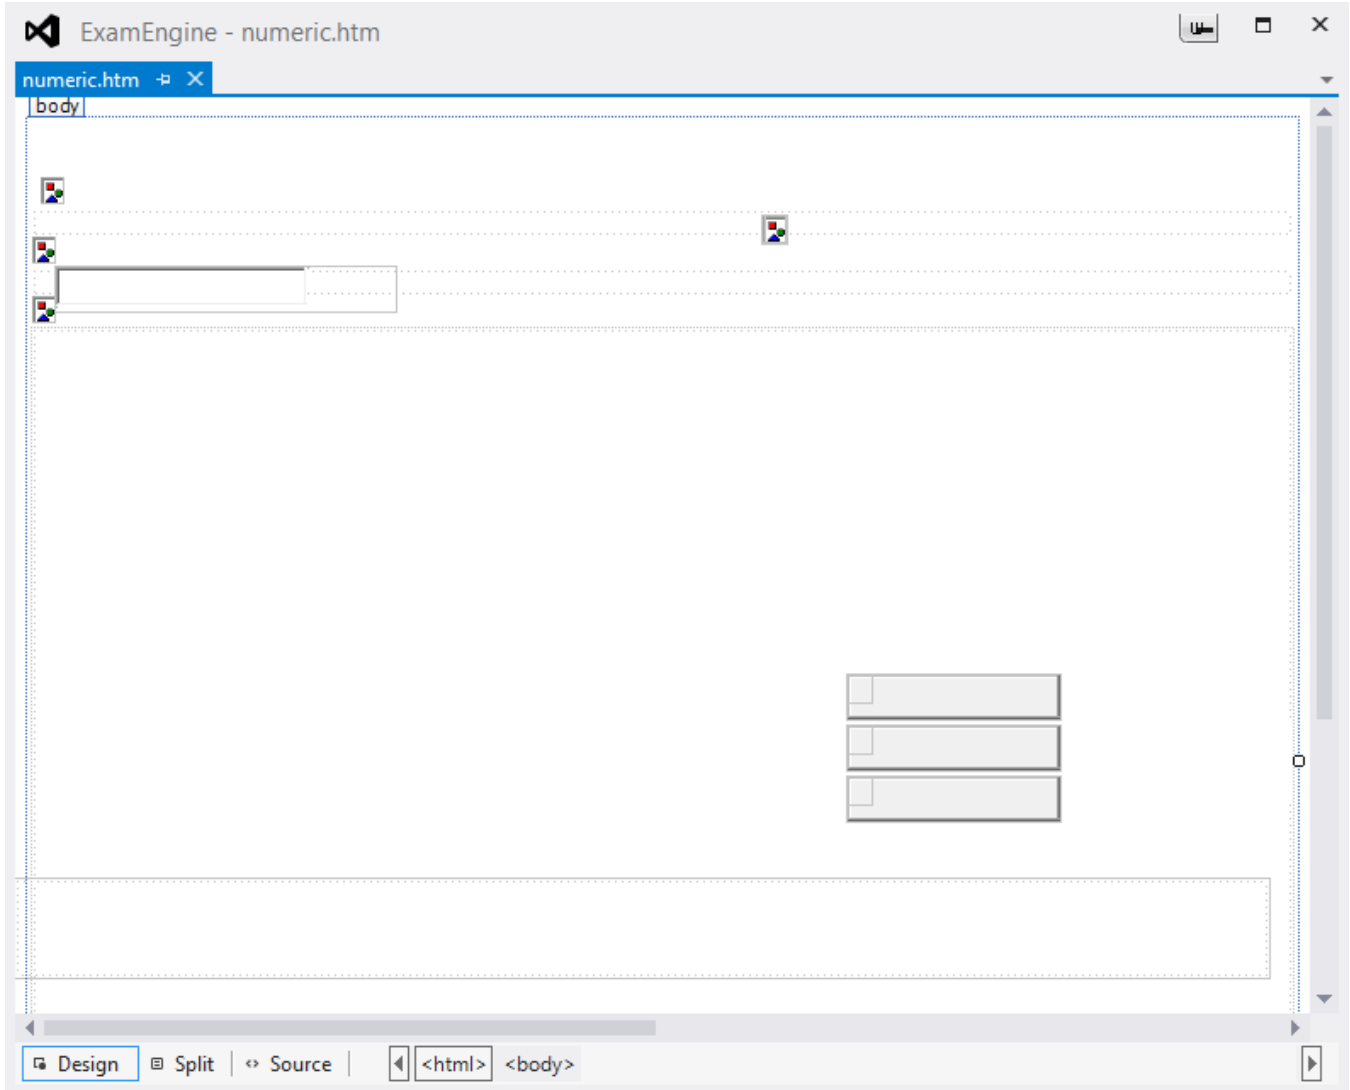 ExamEngine - numeric.htm
numeric.htm
body
Design Split Source <html> <body>